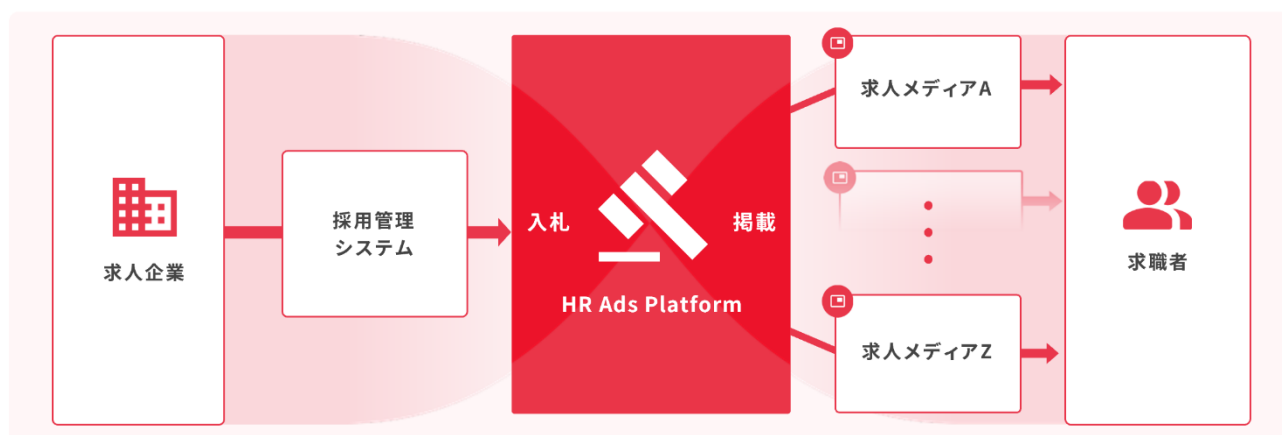 求人企業
採用管理
システム
入札
掲載
HR Ads Platform
求人メディアA
求人メディアZ
求職者